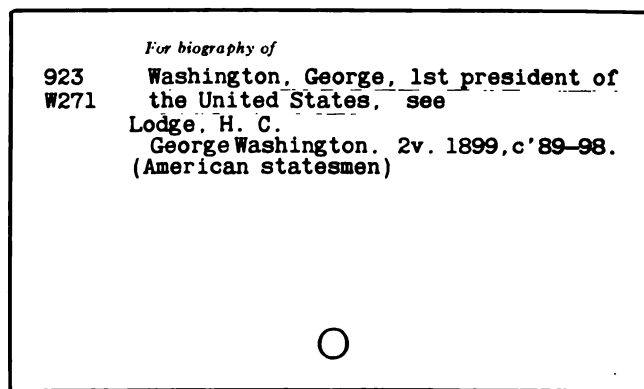 For biography of
923 Washington, George, 1st president of
W271 the United States, see
Lodge, H. C.
George Washington. 2v. 1899,c'89-98.
(American statesmen)